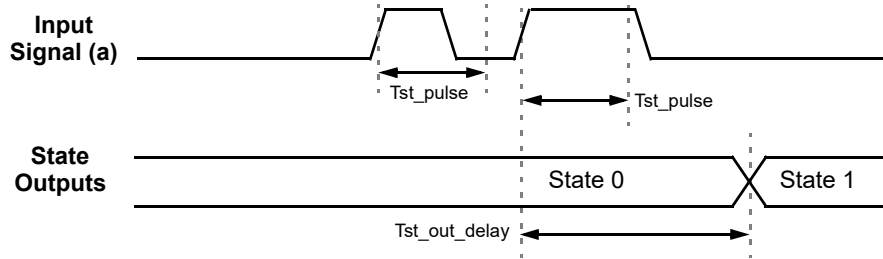 Input
Signal (a)
Tst_pulse
Tst_pulse
State
Outputs
State 0
State 1
Tst_out_delay